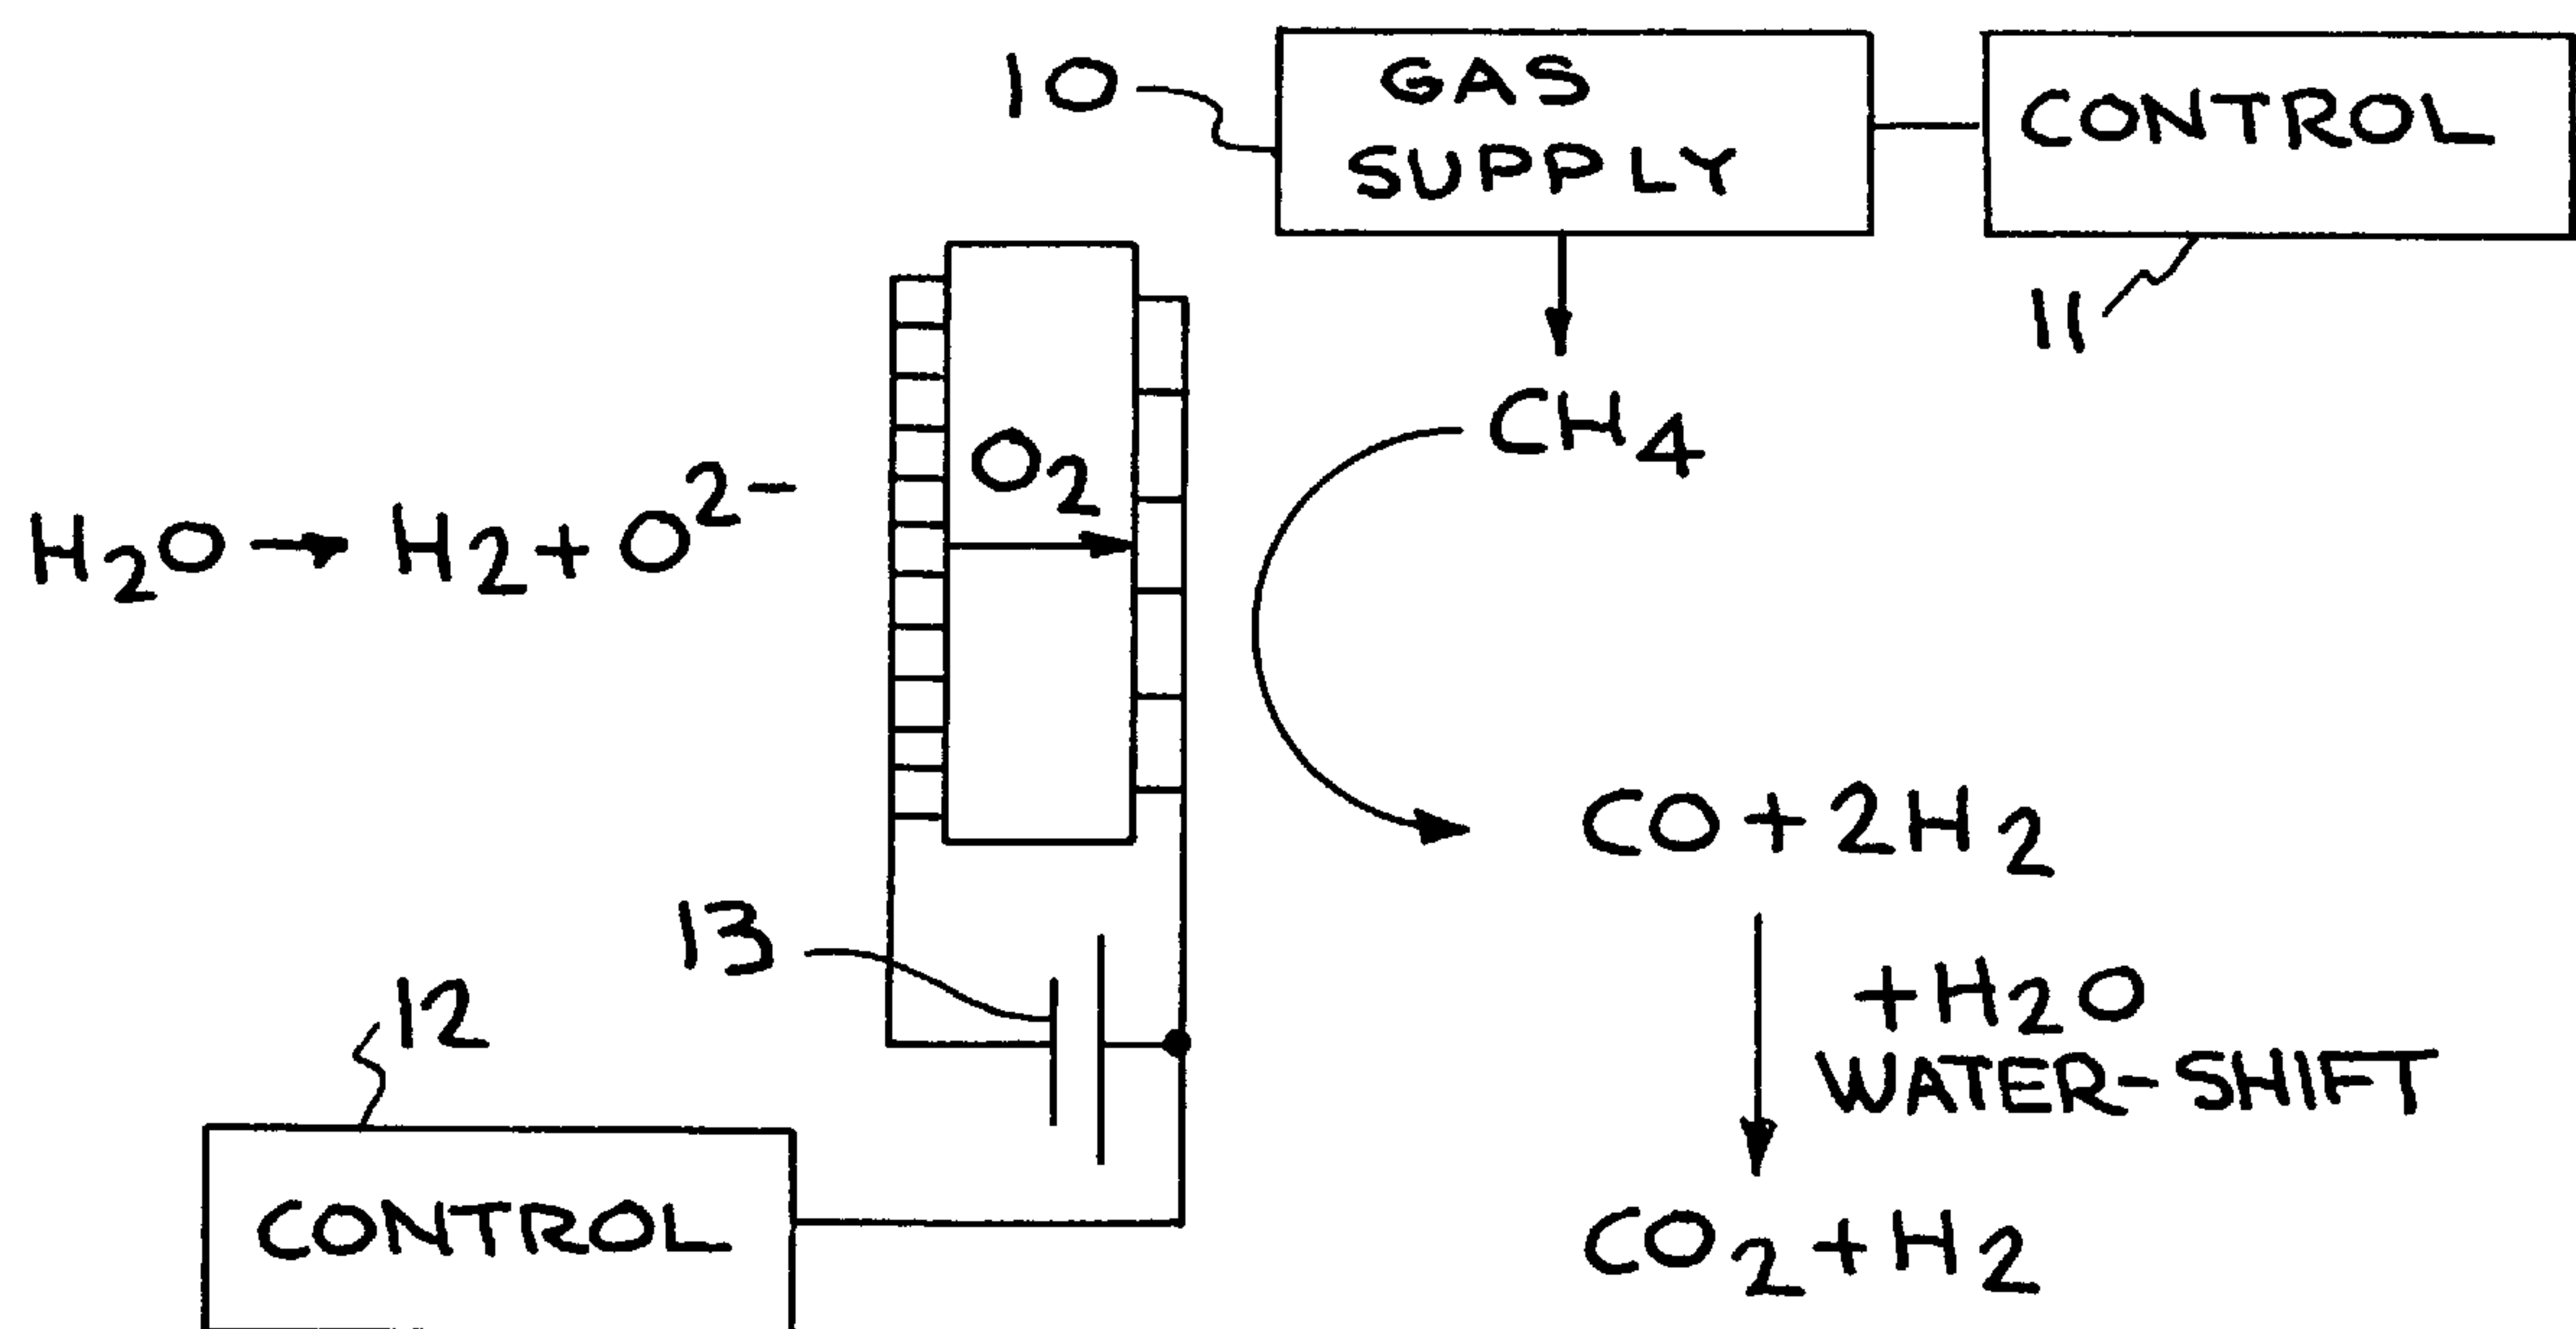 10
GAS
SUPPLY
CONTROL
11
CH₄
O₂
H₂O → H₂ + O²⁻
CO + 2H₂
13
+ H₂O
WATER-SHIFT
12
CONTROL
CO₂ + H₂